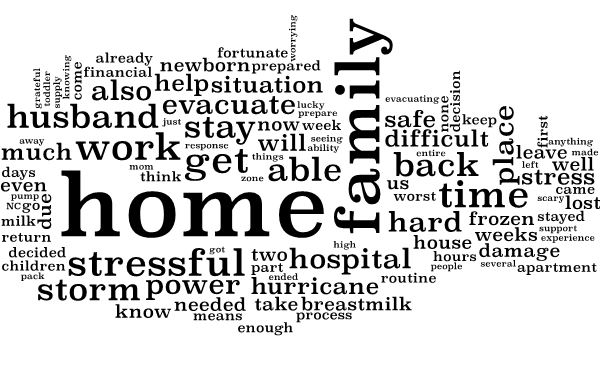 fortunate
worrying
already
newborn
prepared
grateful
toddler
supply
knowing
come
financial
help
situation
also
evacuate
lucky
prepare
family
evacuating
none
decision
husband
just
stay
now
week
safe
keep
first
seeing
ability
difficult
place
anything
away
much
work
response
will
entire
leave
made
mom
get
things
able
back
left
well
days
think
zone
us
stress
even
home
worst
time
scary
came
pump
due
lost
NC
go
milk
hard
frozen
stayed
return
house
weeks
support
experience
decided
stressful
got
two
high
hospital
hours
damage
children
part
people
several
apartment
pack
ended
routine
storm
power
hurricane
know
needed
take
breastmilk
means
process
enough